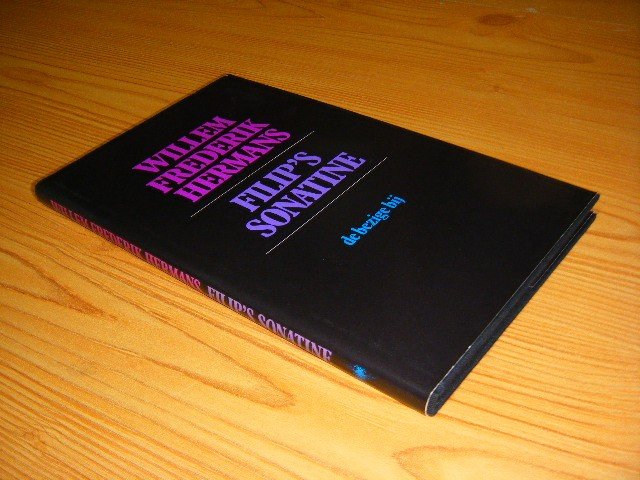 WILLEM
FREDERIK
HERMANS
FILIP'S
SONATINE
de bezige bij
WILLEM FREDERIK HERMANS FILIP'S SONATINE